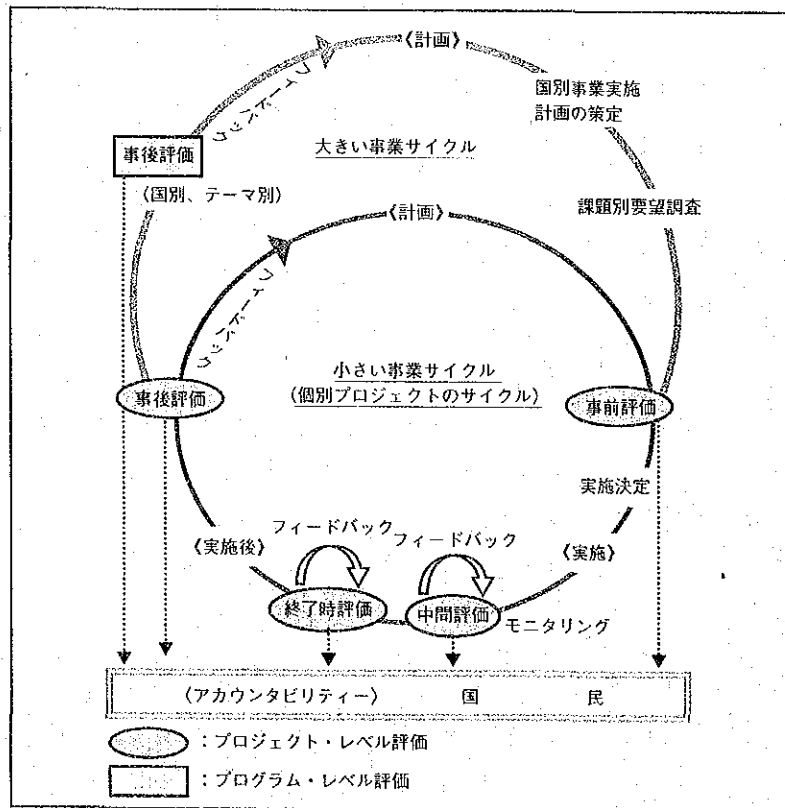 〈計画〉
フィードバック
国別事業実施
計画の策定
大きい事業サイクル
事後評価
(国別、テーマ別)
課題別要望調査
〈計画〉
フィードバック
小さい事業サイクル
(個別プロジェクトのサイクル)
事後評価
事前評価
実施決定
フィードバック
フィードバック
〈実施後〉
〈実施〉
終了時評価
中間評価
モニタリング
(アカウンタビリティー) 国 民
:プロジェクト・レベル評価
:プログラム・レベル評価